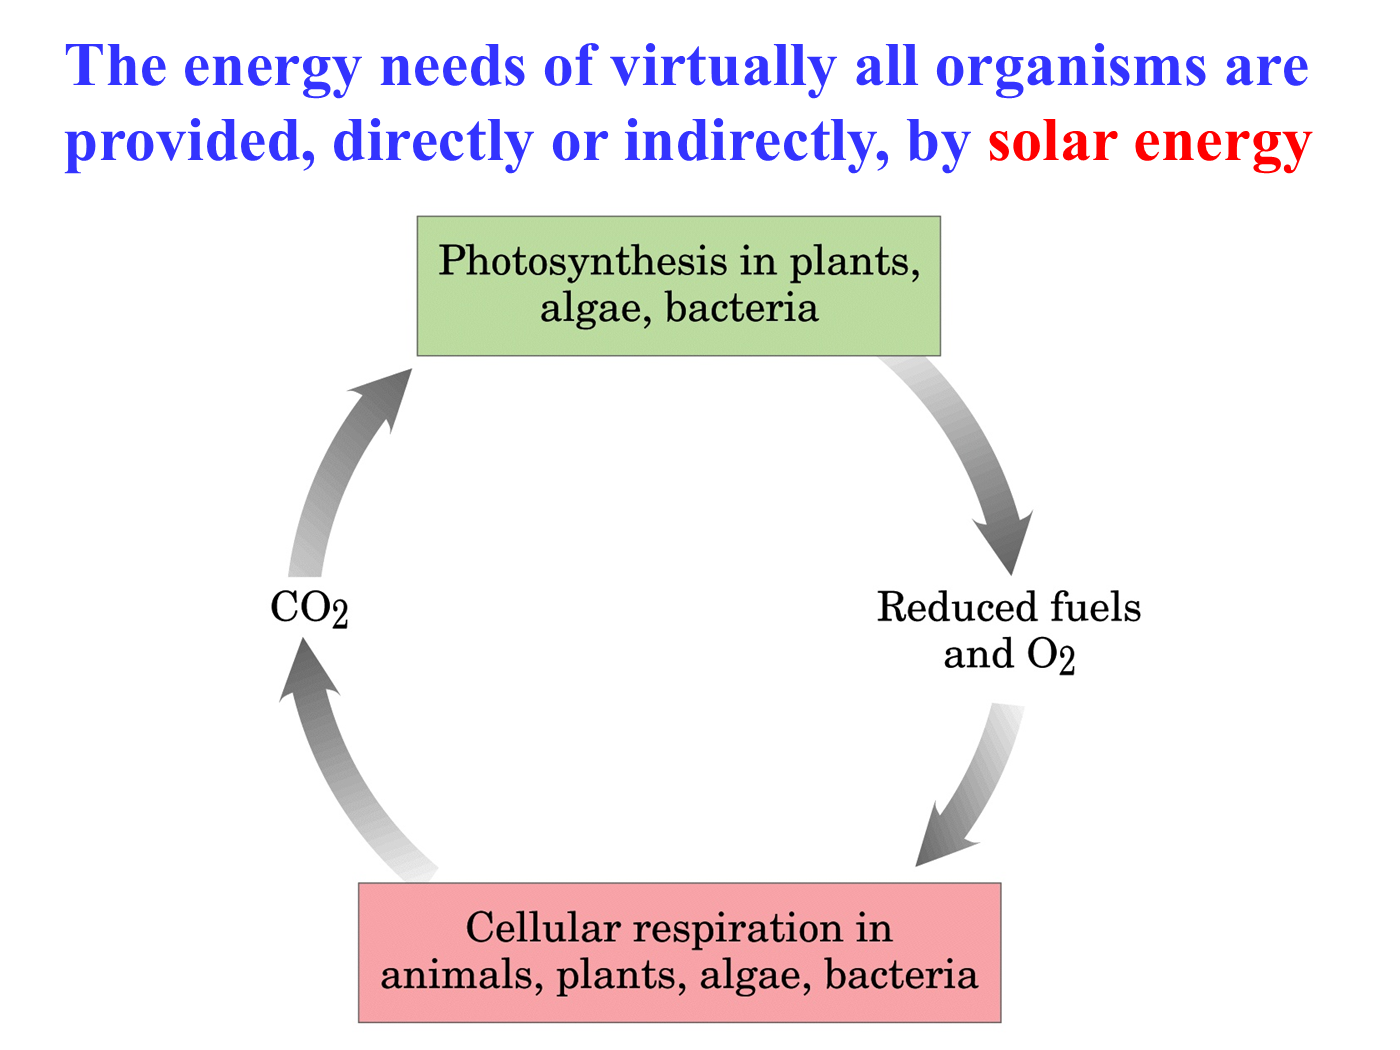 The energy needs of virtually all organisms are
provided, directly or indirectly, by solar energy
Photosynthesis in plants,
algae, bacteria
CO2
Reduced fuels
and O2
Cellular respiration in
animals, plants, algae, bacteria